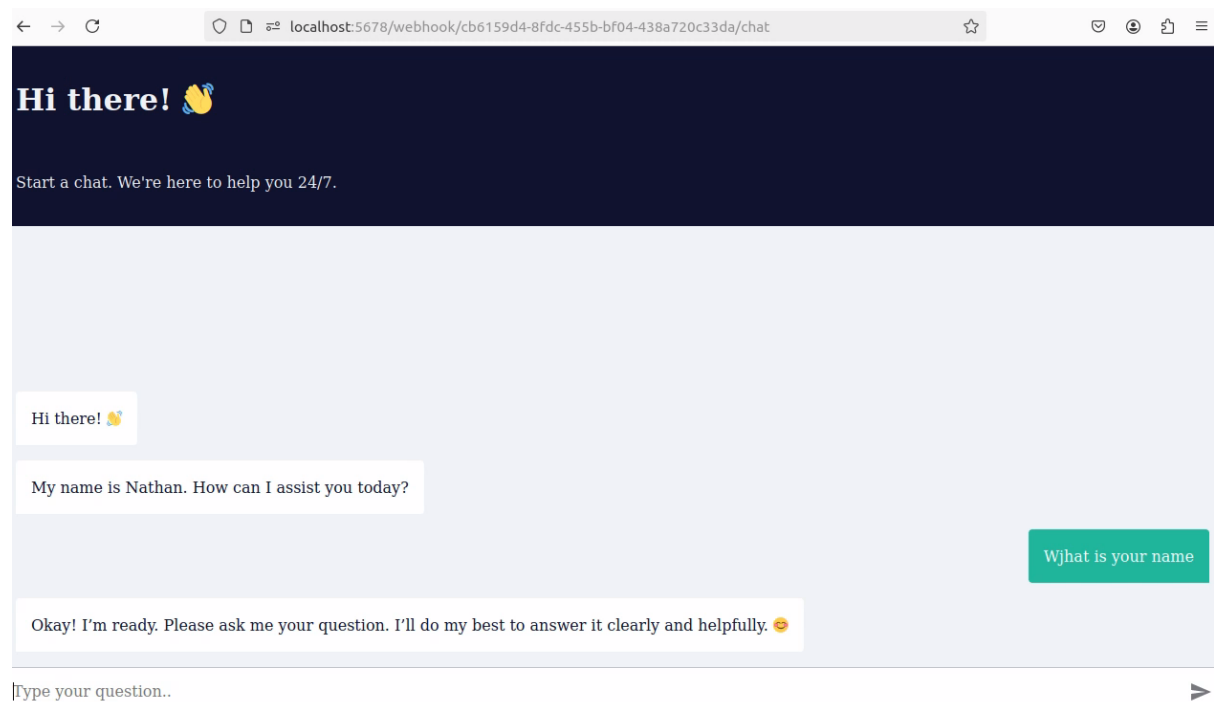 localhost:5678/webhook/cb6159d4-8fdc-455b-bf04-438a720c33da/chat
Hi there! 👋
Start a chat. We're here to help you 24/7.
Hi there! 👋
My name is Nathan. How can I assist you today?
Wjhat is your name
Okay! I’m ready. Please ask me your question. I’ll do my best to answer it clearly and helpfully. 😊
Type your question..